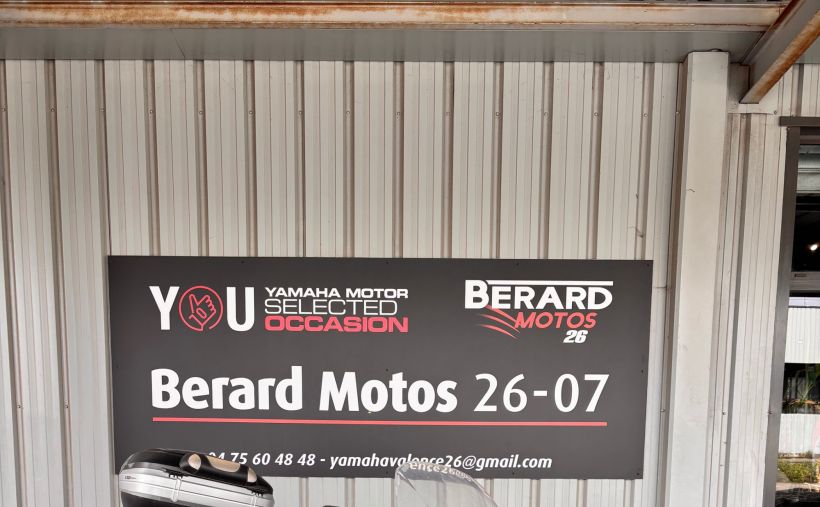 YOU YAMAHA MOTOR
SELECTED
OCCASION
BERARD
MOTOS
26
Berard Motos 26-07
04 75 60 48 48 - yamahavalence26@gmail.com